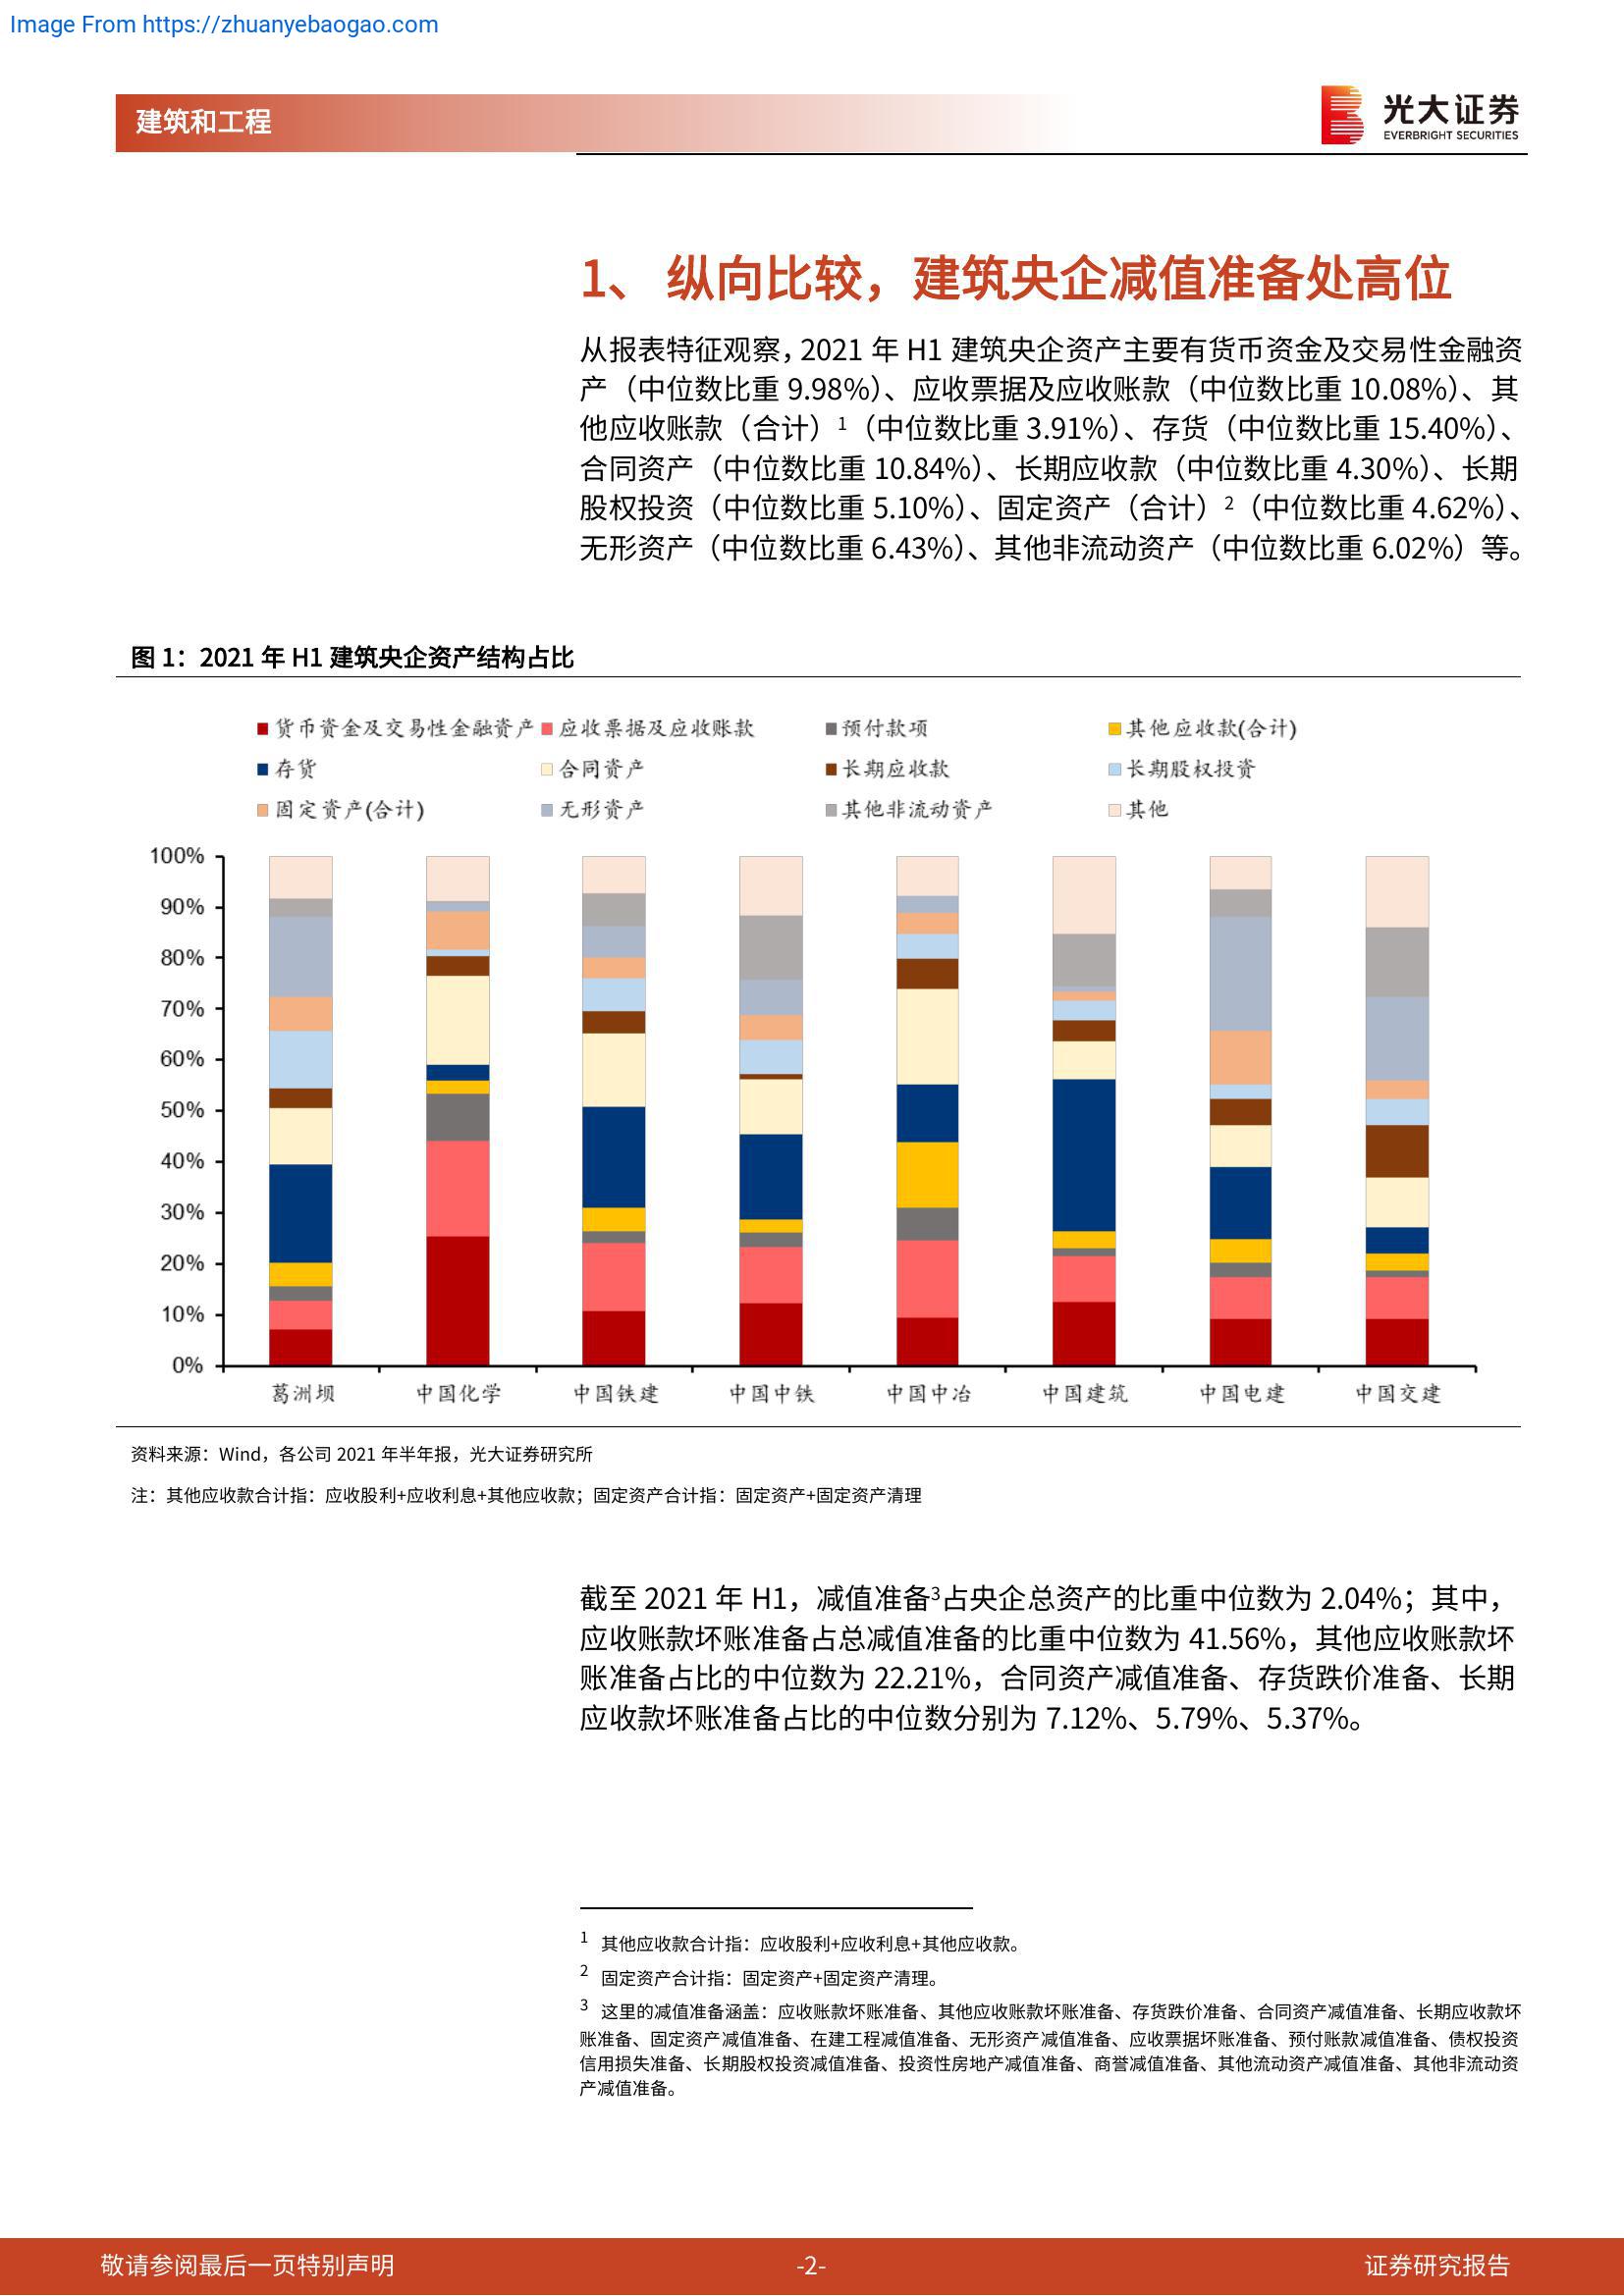 Image From https://zhuanyebaogao.com
建筑和工程
光大证券
EVERBRIGHT SECURITIES
1、 纵向比较，建筑央企减值准备处高位
从报表特征观察，2021 年 H1 建筑央企资产主要有货币资金及交易性金融资
产（中位数比重 9.98%）、应收票据及应收账款（中位数比重 10.08%）、其
他应收账款（合计）1（中位数比重 3.91%）、存货（中位数比重 15.40%）、
合同资产（中位数比重 10.84%）、长期应收款（中位数比重 4.30%）、长期
股权投资（中位数比重 5.10%）、固定资产（合计）2（中位数比重 4.62%）、
无形资产（中位数比重 6.43%）、其他非流动资产（中位数比重 6.02%）等。
图 1：2021 年 H1 建筑央企资产结构占比
货币资金及交易性金融资产 应收票据及应收账款 预付款项 其他应收款(合计)
存货 合同资产 长期应收款 长期股权投资
固定资产(合计) 无形资产 其他非流动资产 其他
100%
90%
80%
70%
60%
50%
40%
30%
20%
10%
0%
葛洲坝 中国化学 中国铁建 中国中铁 中国中冶 中国建筑 中国电建 中国交建
资料来源：Wind，各公司 2021 年半年报，光大证券研究所
注：其他应收款合计指：应收股利+应收利息+其他应收款；固定资产合计指：固定资产+固定资产清理
截至 2021 年 H1，减值准备3占央企总资产的比重中位数为 2.04%；其中，
应收账款坏账准备占总减值准备的比重中位数为 41.56%，其他应收账款坏
账准备占比的中位数为 22.21%，合同资产减值准备、存货跌价准备、长期
应收款坏账准备占比的中位数分别为 7.12%、5.79%、5.37%。
1 其他应收款合计指：应收股利+应收利息+其他应收款。
2 固定资产合计指：固定资产+固定资产清理。
3 这里的减值准备涵盖：应收账款坏账准备、其他应收账款坏账准备、存货跌价准备、合同资产减值准备、长期应收款坏
账准备、固定资产减值准备、在建工程减值准备、无形资产减值准备、应收票据坏账准备、预付账款减值准备、债权投资
信用损失准备、长期股权投资减值准备、投资性房地产减值准备、商誉减值准备、其他流动资产减值准备、其他非流动资
产减值准备。
敬请参阅最后一页特别声明 -2- 证券研究报告